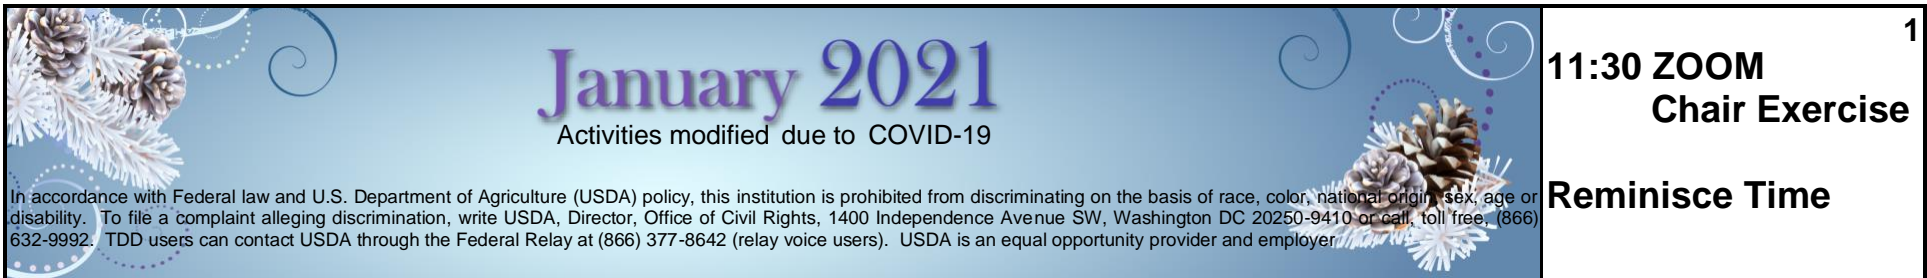 January 2021
Activities modified due to COVID-19
In accordance with Federal law and U.S. Department of Agriculture (USDA) policy, this institution is prohibited from discriminating on the basis of race, color, national origin, sex, age or
disability. To file a complaint alleging discrimination, write USDA, Director, Office of Civil Rights, 1400 Independence Avenue SW, Washington DC 20250-9410 or call, toll free, (866)
632-9992. TDD users can contact USDA through the Federal Relay at (866) 377-8642 (relay voice users). USDA is an equal opportunity provider and employer
1
11:30 ZOOM
Chair Exercise
Reminisce Time